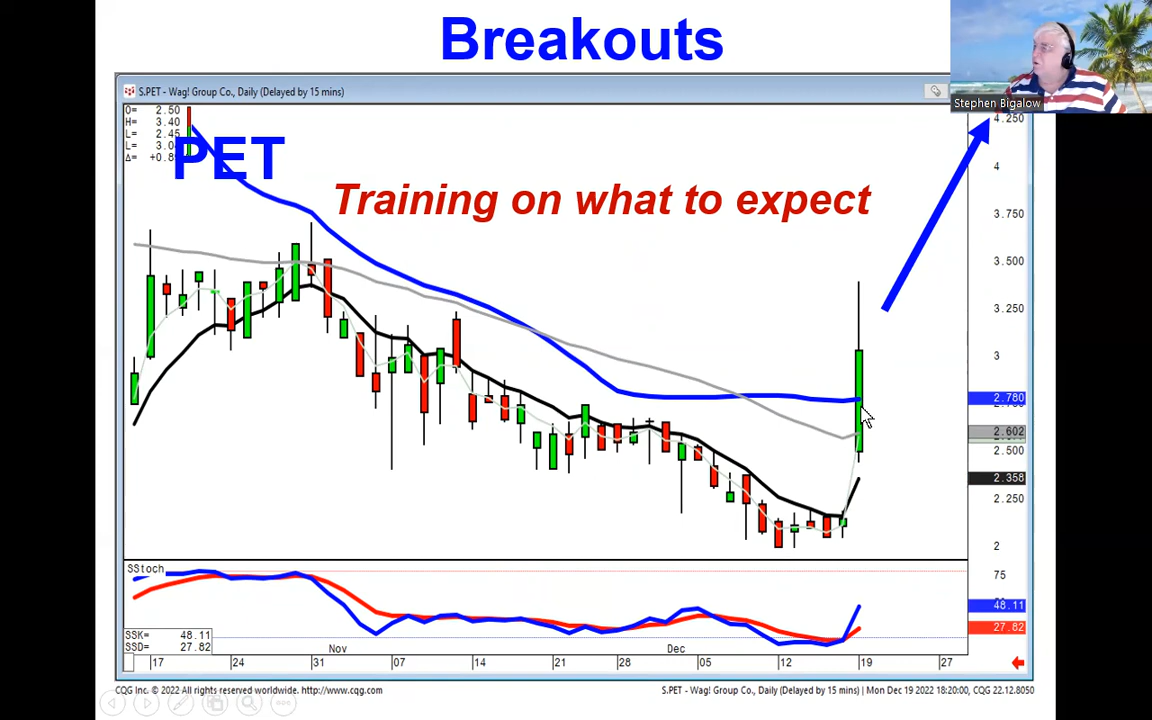 Breakouts
Stephen Bigalow
S.PET - Wag! Group Co., Daily (Delayed by 15 mins)
O= 2.50
H= 3.40
L= 2.45
L= 3.0
Δ= +0.8
PET
Training on what to expect
4.250
4
3.750
3.500
3.250
3
2.780
2.602
2.500
2.358
2.250
2
SStoch
75
48.11
27.82
SSK= 48.11
SSD= 27.82
17 24 31 Nov 07 14 21 28 Dec 05 12 19 27
CQG Inc. © 2022 All rights reserved worldwide. http://www.cqg.com
S.PET - Wag! Group Co., Daily (Delayed by 15 mins) | Mon Dec 19 2022 18:20:00, CQG 22.12.8050